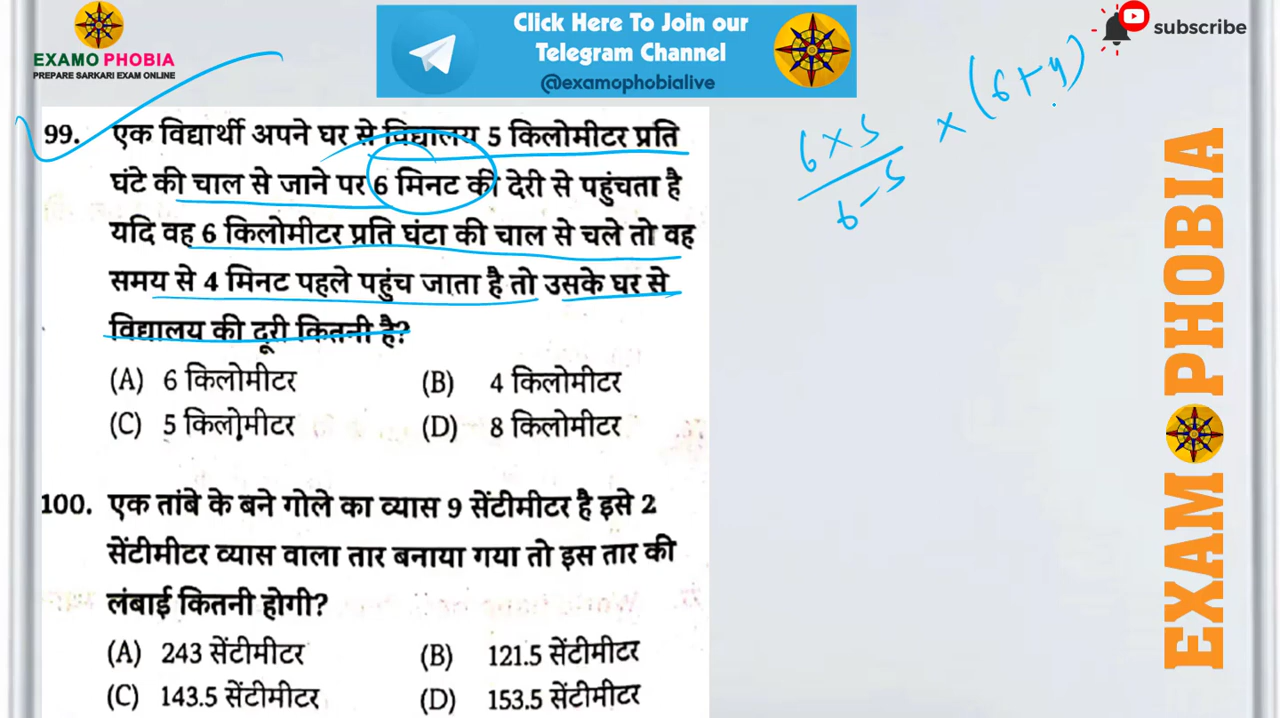 EXAMO PHOBIA
PREPARE SARKARI EXAM ONLINE
Click Here To Join our
Telegram Channel
@examophobialive
subscribe
6 × 5 / 6 - 5 × (6 + 4)
99. एक विद्यार्थी अपने घर से विद्यालय 5 किलोमीटर प्रति
घंटे की चाल से जाने पर 6 मिनट की देरी से पहुंचता है
यदि वह 6 किलोमीटर प्रति घंटा की चाल से चले तो वह
समय से 4 मिनट पहले पहुंच जाता है तो उसके घर से
विद्यालय की दूरी कितनी है?
(A) 6 किलोमीटर (B) 4 किलोमीटर
(C) 5 किलोमीटर (D) 8 किलोमीटर
100. एक तांबे के बने गोले का व्यास 9 सेंटीमीटर है इसे 2
सेंटीमीटर व्यास वाला तार बनाया गया तो इस तार की
लंबाई कितनी होगी?
(A) 243 सेंटीमीटर (B) 121.5 सेंटीमीटर
(C) 143.5 सेंटीमीटर (D) 153.5 सेंटीमीटर
EXAMOPHOBIA